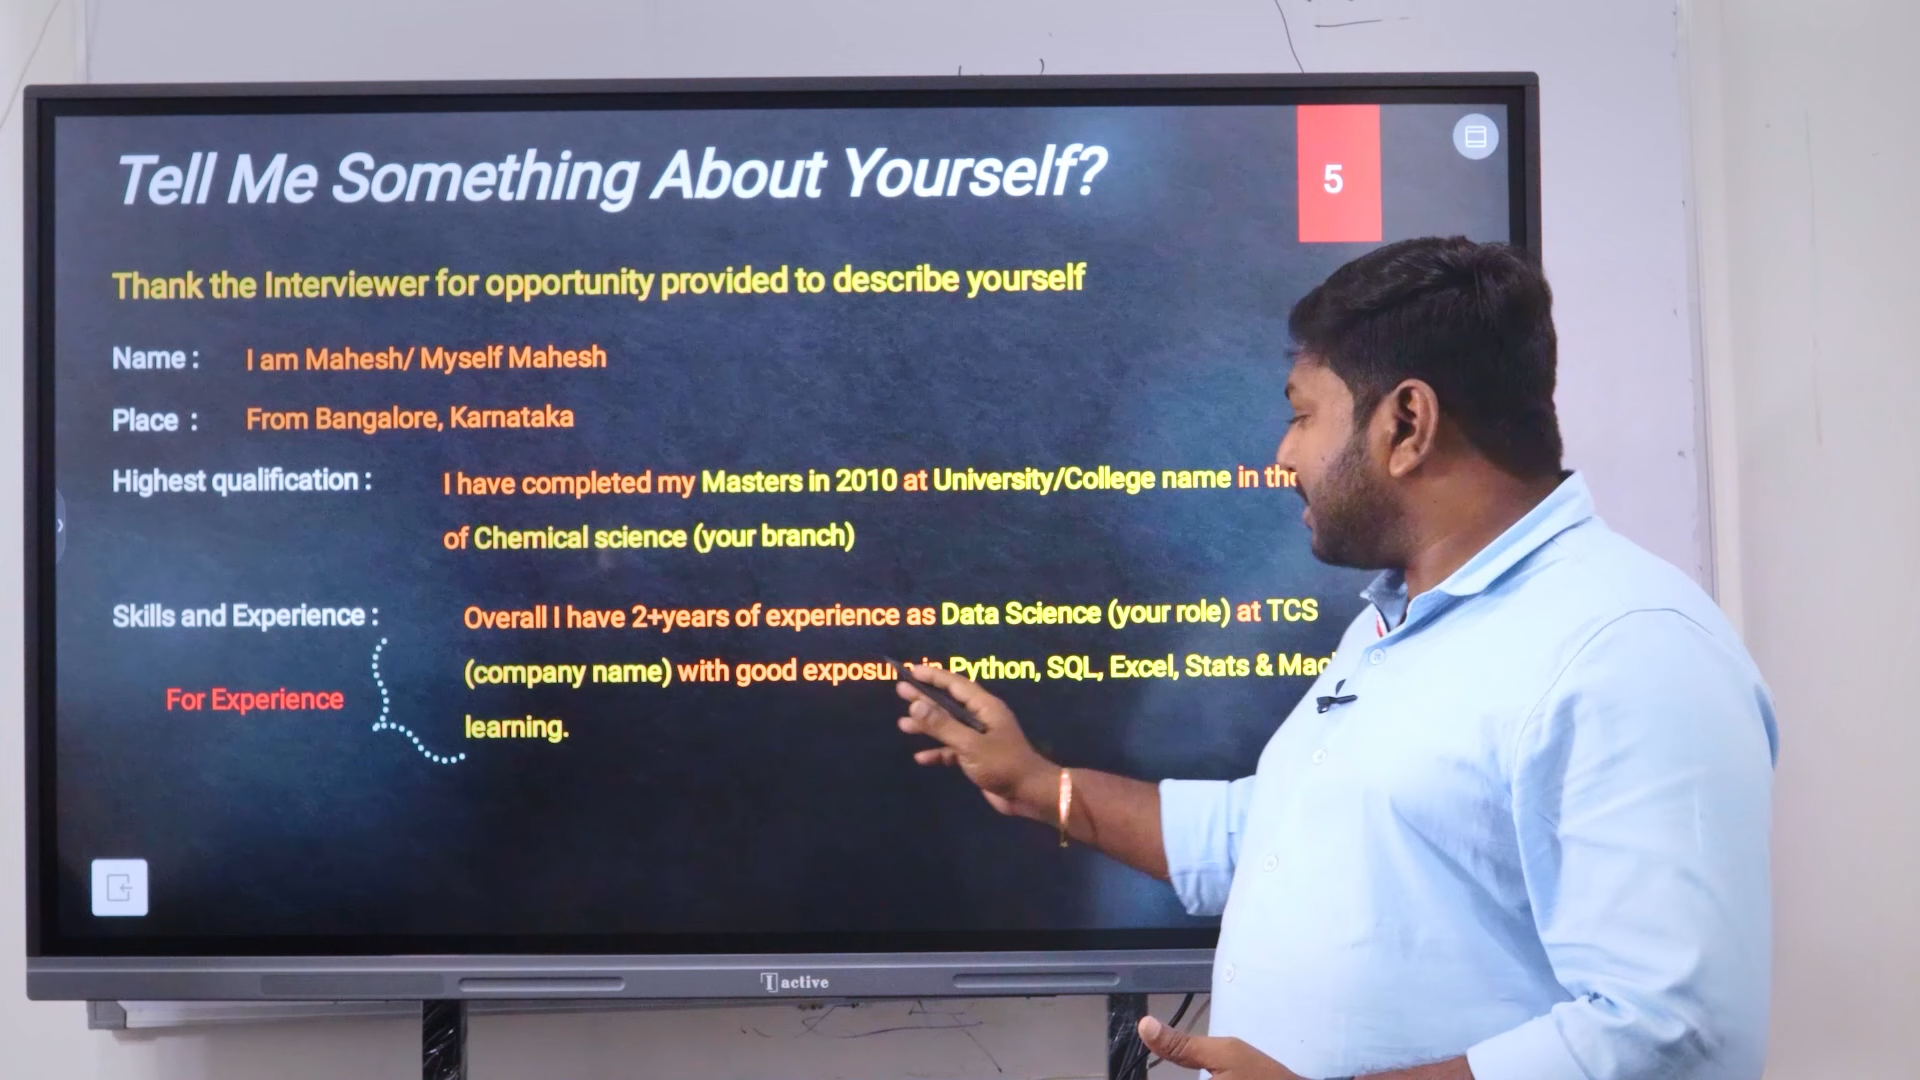 Tell Me Something About Yourself?
5
Thank the Interviewer for opportunity provided to describe yourself
Name : I am Mahesh/ Myself Mahesh
Place : From Bangalore, Karnataka
Highest qualification : I have completed my Masters in 2010 at University/College name in
of Chemical science (your branch)
Skills and Experience : Overall I have 2+years of experience as Data Science (your role) at TCS
(company name) with good in Python, SQL, Excel, Stats &
For Experience
learning.
Iactive